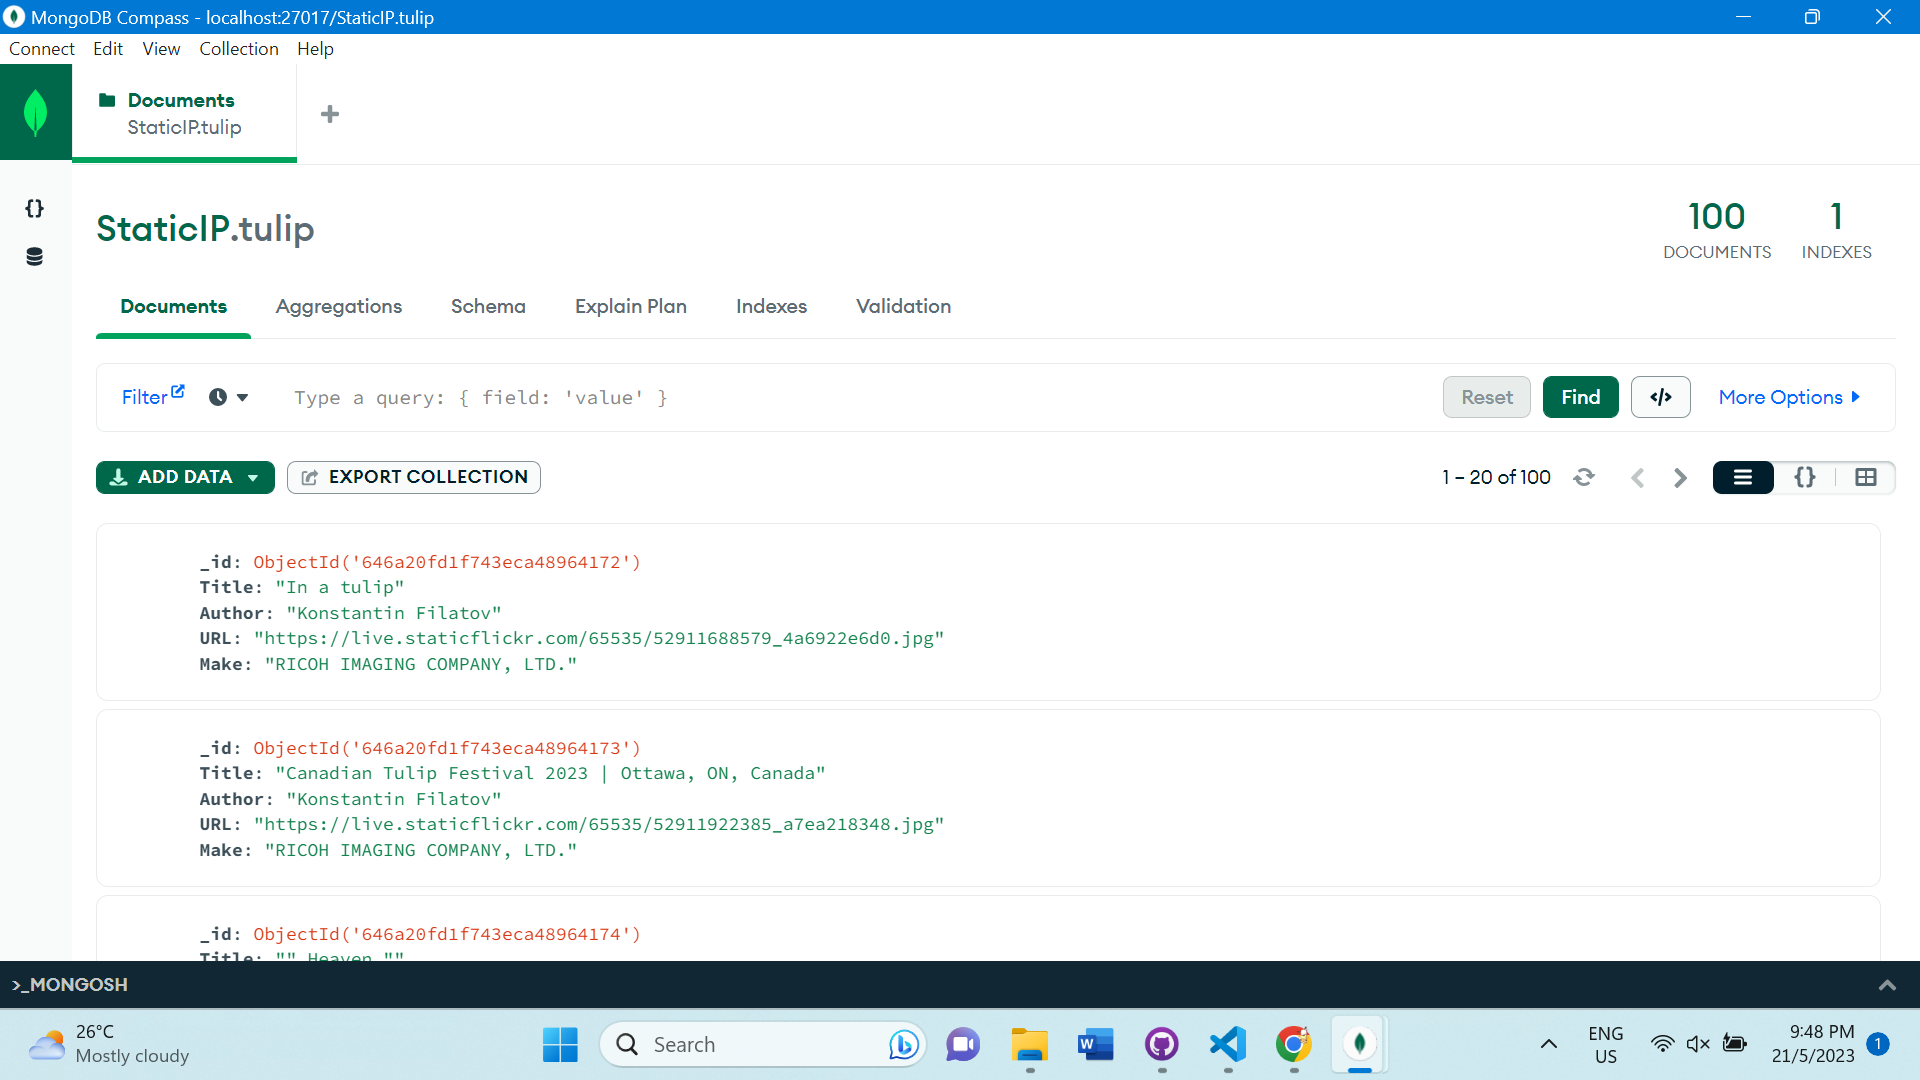 MongoDB Compass - localhost:27017/StaticIP.tulip
Connect Edit View Collection Help
Documents
StaticIP.tulip
{}
StaticIP.tulip
100
DOCUMENTS
1
INDEXES
Documents Aggregations Schema Explain Plan Indexes Validation
Filter Type a query: { field: 'value' } Reset Find </> More Options
ADD DATA EXPORT COLLECTION 1 – 20 of 100 {}
_id: ObjectId('646a20fd1f743eca48964172')
Title: "In a tulip"
Author: "Konstantin Filatov"
URL: "https://live.staticflickr.com/65535/52911688579_4a6922e6d0.jpg"
Make: "RICOH IMAGING COMPANY, LTD."
_id: ObjectId('646a20fd1f743eca48964173')
Title: "Canadian Tulip Festival 2023 | Ottawa, ON, Canada"
Author: "Konstantin Filatov"
URL: "https://live.staticflickr.com/65535/52911922385_a7ea218348.jpg"
Make: "RICOH IMAGING COMPANY, LTD."
_id: ObjectId('646a20fd1f743eca48964174')
Title: "" Heaven ""
>_MONGOSH
26°C
Mostly cloudy
Search
W
ENG
US
9:48 PM
21/5/2023
1